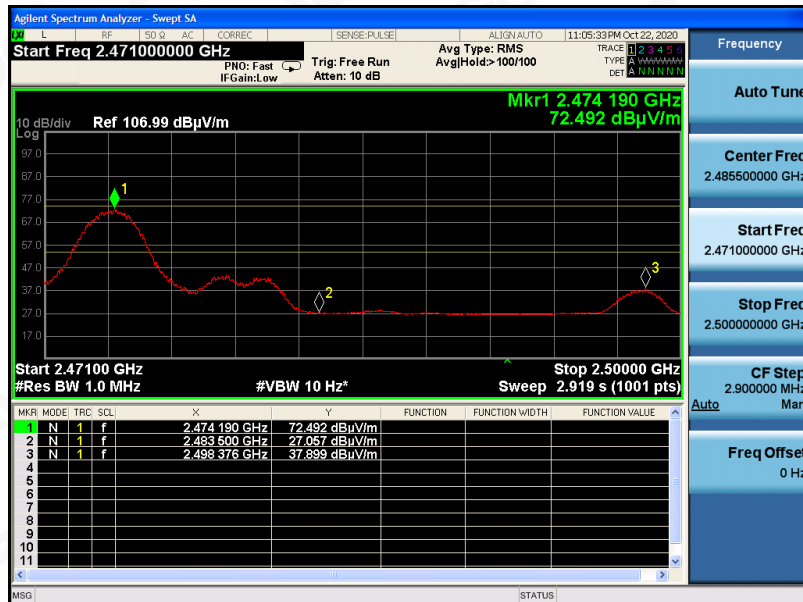 Agilent Spectrum Analyzer - Swept SA
LXI L RF 50 Ω AC CORREC SENSE:PULSE ALIGN AUTO 11:05:33 PM Oct 22, 2020
Start Freq 2.471000000 GHz
PNO: Fast
IFGain:Low
Trig: Free Run
Atten: 10 dB
Avg Type: RMS
Avg|Hold:>100/100
TRACE 1 2 3 4 5 6
TYPE A WWWWW
DET A N N N N N
Mkr1 2.474 190 GHz
72.492 dBµV/m
10 dB/div Ref 106.99 dBµV/m
Log
97.0
87.0
77.0
67.0
57.0
47.0
37.0
27.0
17.0
1
2
3
Start 2.47100 GHz Stop 2.50000 GHz
#Res BW 1.0 MHz #VBW 10 Hz* Sweep 2.919 s (1001 pts)
MKR MODE TRC SCL X Y FUNCTION FUNCTION WIDTH FUNCTION VALUE
1 N 1 f 2.474 190 GHz 72.492 dBµV/m
2 N 1 f 2.483 500 GHz 27.057 dBµV/m
3 N 1 f 2.498 376 GHz 37.899 dBµV/m
4
5
6
7
8
9
10
11
MSG STATUS
Frequency
Auto Tune
Center Freq
2.485500000 GHz
Start Freq
2.471000000 GHz
Stop Freq
2.500000000 GHz
CF Step
2.900000 MHz
Auto Man
Freq Offset
0 Hz